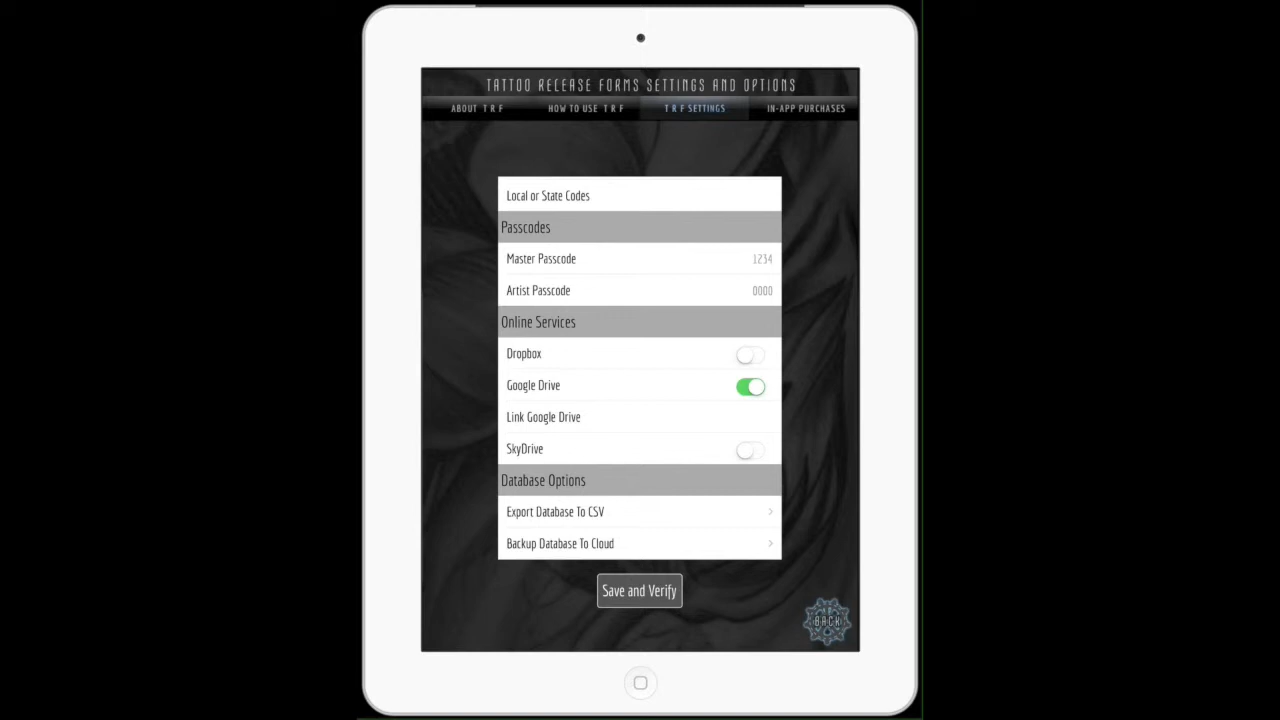 TATTOO RELEASE FORMS SETTINGS AND OPTIONS
ABOUT T R F HOW TO USE T R F T R F SETTINGS IN-APP PURCHASES
Local or State Codes
Passcodes
Master Passcode 1234
Artist Passcode 0000
Online Services
Dropbox
Google Drive
Link Google Drive
SkyDrive
Database Options
Export Database To CSV
Backup Database To Cloud
Save and Verify
BACK